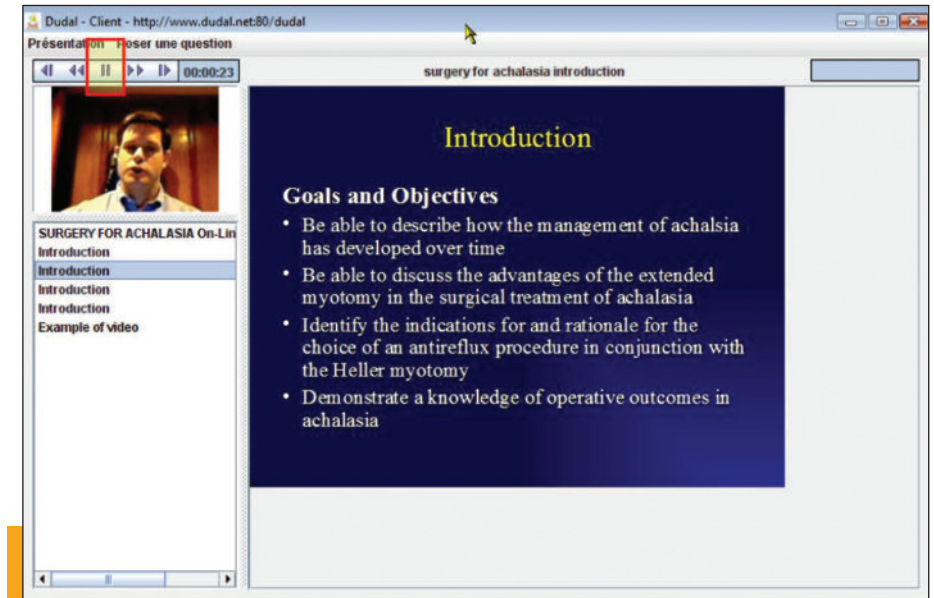 Dudal - Client - http://www.dudal.net:80/dudal
Présentation Poser une question
00:00:23
surgery for achalasia introduction
SURGERY FOR ACHALASIA On-Lin
Introduction
Introduction
Introduction
Introduction
Example of video
Introduction
Goals and Objectives
• Be able to describe how the management of achalsia
has developed over time
• Be able to discuss the advantages of the extended
myotomy in the surgical treatment of achalasia
• Identify the indications for and rationale for the
choice of an antireflux procedure in conjunction with
the Heller myotomy
• Demonstrate a knowledge of operative outcomes in
achalasia